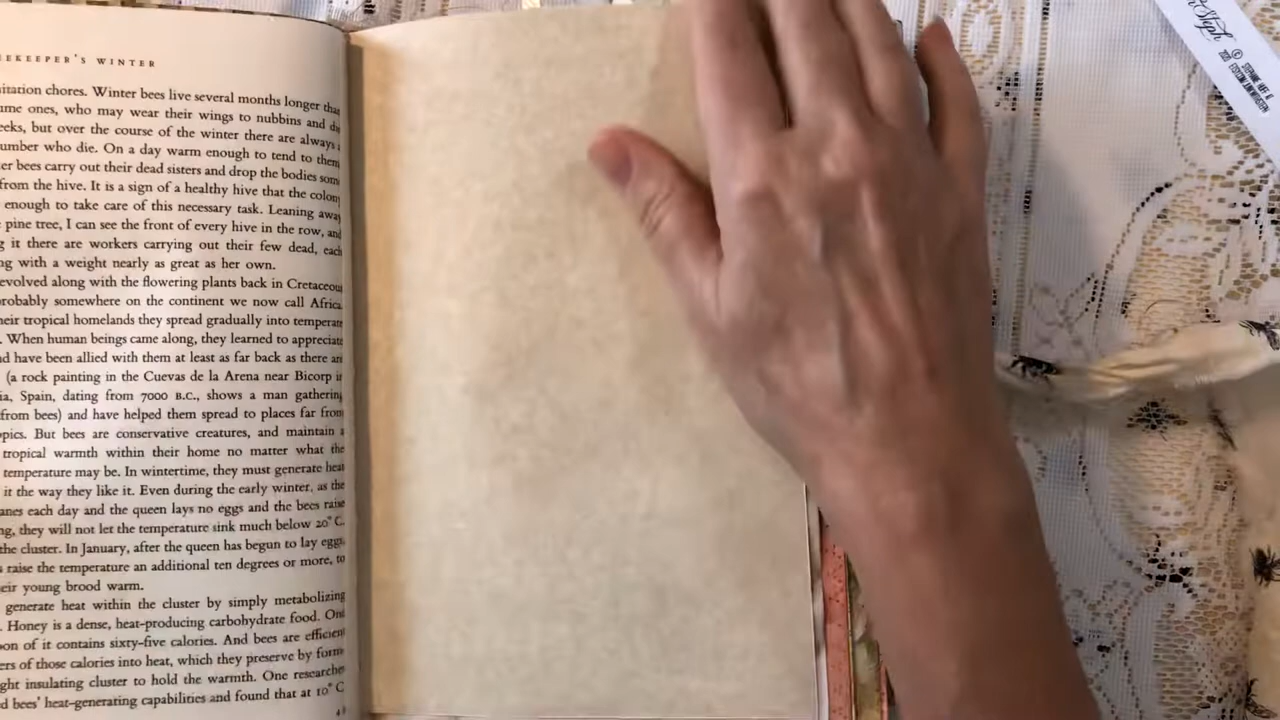 EEKEEPER'S WINTER
itation chores. Winter bees live several months longer than
ume ones, who may wear their wings to nubbins and die
eeks, but over the course of the winter there are always a
umber who die. On a day warm enough to tend to them
er bees carry out their dead sisters and drop the bodies som
from the hive. It is a sign of a healthy hive that the colony
enough to take care of this necessary task. Leaning away
pine tree, I can see the front of every hive in the row, and
g it there are workers carrying out their few dead, each
ng with a weight nearly as great as her own.
evolved along with the flowering plants back in Cretaceous
robably somewhere on the continent we now call Africa
heir tropical homelands they spread gradually into temperate
. When human beings came along, they learned to appreciate
nd have been allied with them at least as far back as there are
(a rock painting in the Cuevas de la Arena near Bicorp in
ia, Spain, dating from 7000 B.C., shows a man gathering
from bees) and have helped them spread to places far from
opics. But bees are conservative creatures, and maintain a
tropical warmth within their home no matter what the
temperature may be. In wintertime, they must generate heat
it the way they like it. Even during the early winter, as the
anes each day and the queen lays no eggs and the bees raise
ng, they will not let the temperature sink much below 20° C.
the cluster. In January, after the queen has begun to lay eggs,
s raise the temperature an additional ten degrees or more, to
eir young brood warm.
generate heat within the cluster by simply metabolizing
. Honey is a dense, heat-producing carbohydrate food. One
oon of it contains sixty-five calories. And bees are efficient
ers of those calories into heat, which they preserve by form
ght insulating cluster to hold the warmth. One researcher
d bees' heat-generating capabilities and found that at 10° C